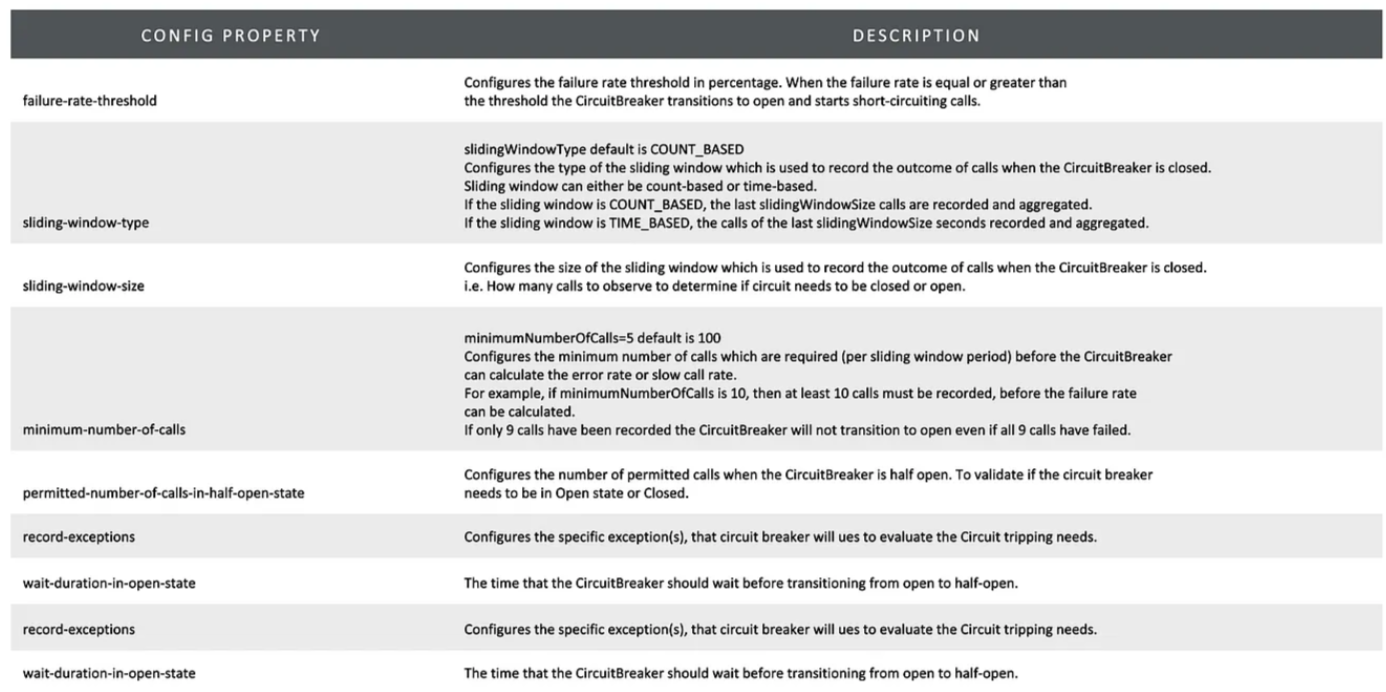 CONFIG PROPERTY DESCRIPTION
Configures the failure rate threshold in percentage. When the failure rate is equal or greater than
failure-rate-threshold the threshold the CircuitBreaker transitions to open and starts short-circuiting calls.
slidingWindowType default is COUNT_BASED
Configures the type of the sliding window which is used to record the outcome of calls when the CircuitBreaker is closed.
Sliding window can either be count-based or time-based.
If the sliding window is COUNT_BASED, the last slidingWindowSize calls are recorded and aggregated.
sliding-window-type If the sliding window is TIME_BASED, the calls of the last slidingWindowSize seconds recorded and aggregated.
Configures the size of the sliding window which is used to record the outcome of calls when the CircuitBreaker is closed.
sliding-window-size i.e. How many calls to observe to determine if circuit needs to be closed or open.
minimumNumberOfCalls=5 default is 100
Configures the minimum number of calls which are required (per sliding window period) before the CircuitBreaker
can calculate the error rate or slow call rate.
For example, if minimumNumberOfCalls is 10, then at least 10 calls must be recorded, before the failure rate
can be calculated.
minimum-number-of-calls If only 9 calls have been recorded the CircuitBreaker will not transition to open even if all 9 calls have failed.
Configures the number of permitted calls when the CircuitBreaker is half open. To validate if the circuit breaker
permitted-number-of-calls-in-half-open-state needs to be in Open state or Closed.
record-exceptions Configures the specific exception(s), that circuit breaker will ues to evaluate the Circuit tripping needs.
wait-duration-in-open-state The time that the CircuitBreaker should wait before transitioning from open to half-open.
record-exceptions Configures the specific exception(s), that circuit breaker will ues to evaluate the Circuit tripping needs.
wait-duration-in-open-state The time that the CircuitBreaker should wait before transitioning from open to half-open.